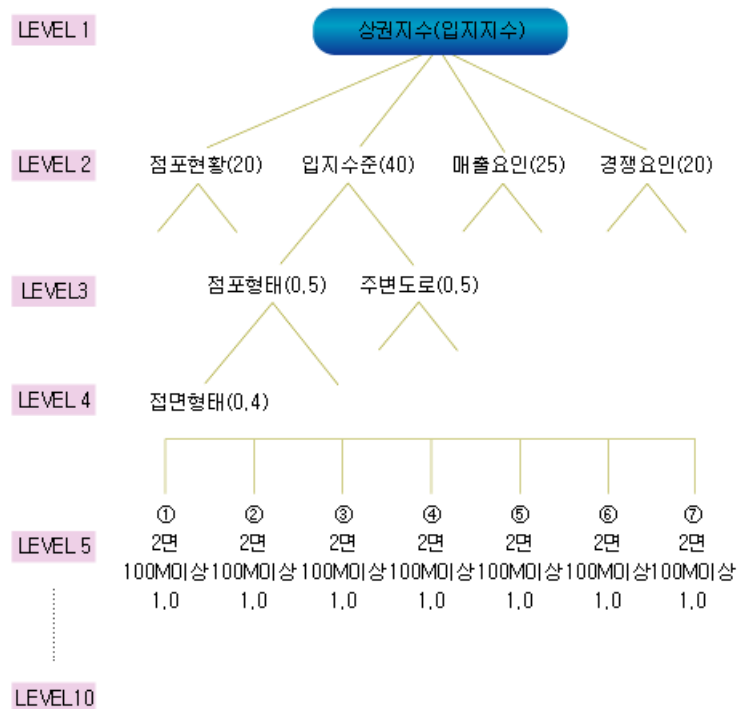 LEVEL 1
상권지수(입지지수)
LEVEL 2
점포현황(20) 입지수준(40) 매출요인(25) 경쟁요인(20)
LEVEL3
점포형태(0,5) 주변도로(0,5)
LEVEL 4
접면형태(0,4)
① ② ③ ④ ⑤ ⑥ ⑦
LEVEL 5
2면 2면 2면 2면 2면 2면 2면
100M이상 100M이상 100M이상 100M이상 100M이상 100M이상 100M이상
1,0 1,0 1,0 1,0 1,0 1,0 1,0
LEVEL10